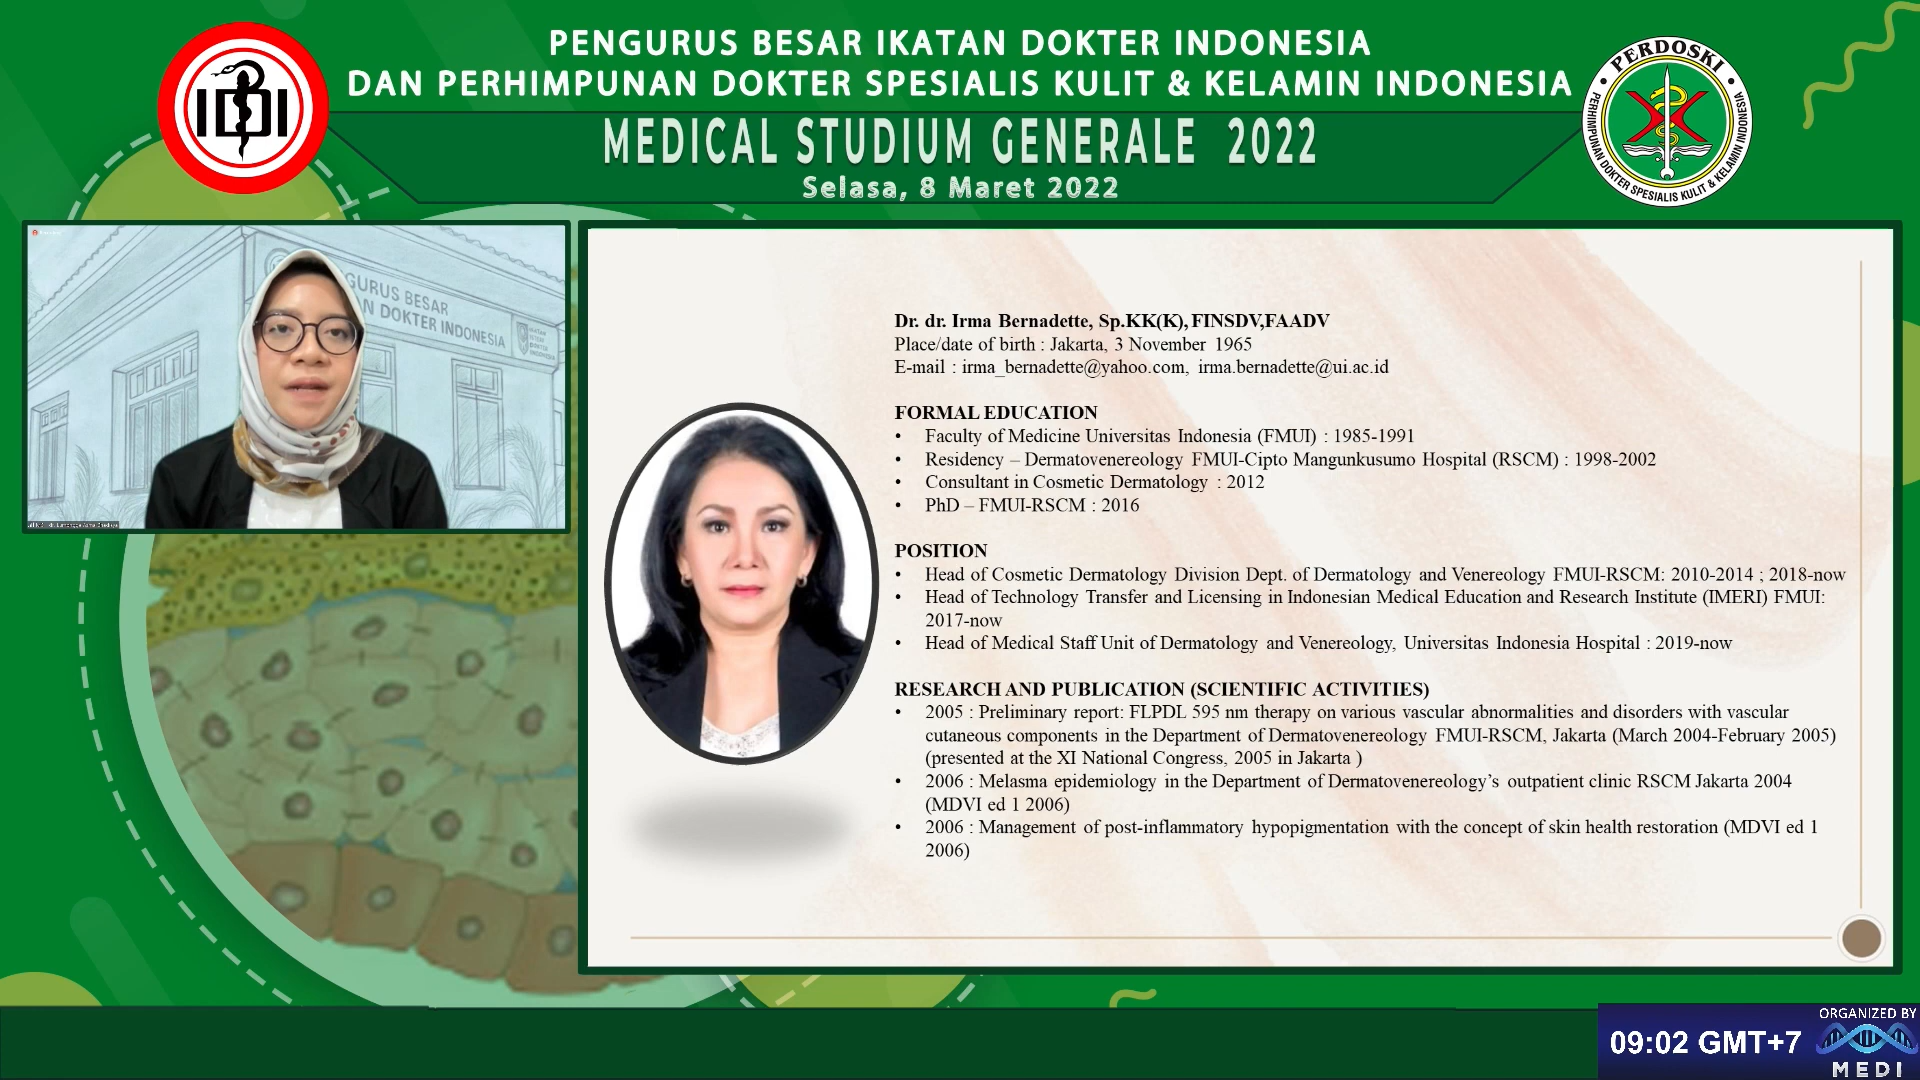 PENGURUS BESAR IKATAN DOKTER INDONESIA
DAN PERHIMPUNAN DOKTER SPESIALIS KULIT & KELAMIN INDONESIA
MEDICAL STUDIUM GENERALE 2022
Selasa, 8 Maret 2022
IDI
PERDOSKI
PERHIMPUNAN DOKTER SPESIALIS KULIT & KELAMIN INDONESIA
GURUS BESAR
N DOKTER INDONESIA
IKATAN
DOKTER
INDONESIA
Dr. dr. Irma Bernadette, Sp.KK(K), FINSDV,FAADV
Place/date of birth : Jakarta, 3 November 1965
E-mail : irma_bernadette@yahoo.com, irma.bernadette@ui.ac.id
FORMAL EDUCATION
• Faculty of Medicine Universitas Indonesia (FMUI) : 1985-1991
• Residency – Dermatovenereology FMUI-Cipto Mangunkusumo Hospital (RSCM) : 1998-2002
• Consultant in Cosmetic Dermatology : 2012
• PhD – FMUI-RSCM : 2016
POSITION
• Head of Cosmetic Dermatology Division Dept. of Dermatology and Venereology FMUI-RSCM: 2010-2014 ; 2018-now
• Head of Technology Transfer and Licensing in Indonesian Medical Education and Research Institute (IMERI) FMUI:
2017-now
• Head of Medical Staff Unit of Dermatology and Venereology, Universitas Indonesia Hospital : 2019-now
RESEARCH AND PUBLICATION (SCIENTIFIC ACTIVITIES)
• 2005 : Preliminary report: FLPDL 595 nm therapy on various vascular abnormalities and disorders with vascular
cutaneous components in the Department of Dermatovenereology FMUI-RSCM, Jakarta (March 2004-February 2005)
(presented at the XI National Congress, 2005 in Jakarta )
• 2006 : Melasma epidemiology in the Department of Dermatovenereology’s outpatient clinic RSCM Jakarta 2004
(MDVI ed 1 2006)
• 2006 : Management of post-inflammatory hypopigmentation with the concept of skin health restoration (MDVI ed 1
2006)
09:02 GMT+7
ORGANIZED BY
MEDI